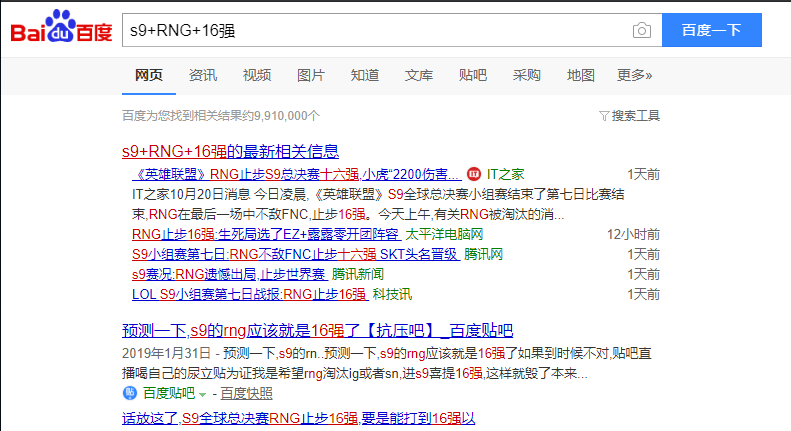 Bai du 百度 s9+RNG+16强 百度一下
网页 资讯 视频 图片 知道 文库 贴吧 采购 地图 更多»
百度为您找到相关结果约9,910,000个 搜索工具
s9+RNG+16强的最新相关信息
《英雄联盟》RNG止步S9总决赛十六强,小虎“2200伤害... IT之家 1天前
IT之家10月20日消息 今日凌晨,《英雄联盟》S9全球总决赛小组赛结束了第七日比赛结
束,RNG在最后一场中不敌FNC,止步16强。今天上午,有关RNG被淘汰的消...
RNG止步16强:生死局选了EZ+露露零开团阵容 太平洋电脑网 12小时前
S9小组赛第七日:RNG不敌FNC止步十六强 SKT头名晋级 腾讯网 1天前
s9赛况:RNG遗憾出局,止步世界赛 腾讯新闻 1天前
LOL S9小组赛第七日战报:RNG止步16强 科技讯 1天前
预测一下,s9的rng应该就是16强了【抗压吧】_百度贴吧
2019年1月31日 - 预测一下,s9的rn..预测一下,s9的rng应该就是16强了如果到时候不对,贴吧直
播喝自己的尿立贴为证我是希望rng淘汰ig或者sn,进s9喜提16强,这样就毁了本来...
贴 百度贴吧 - 百度快照
话放这了,S9全球总决赛RNG止步16强,要是能打到16强以